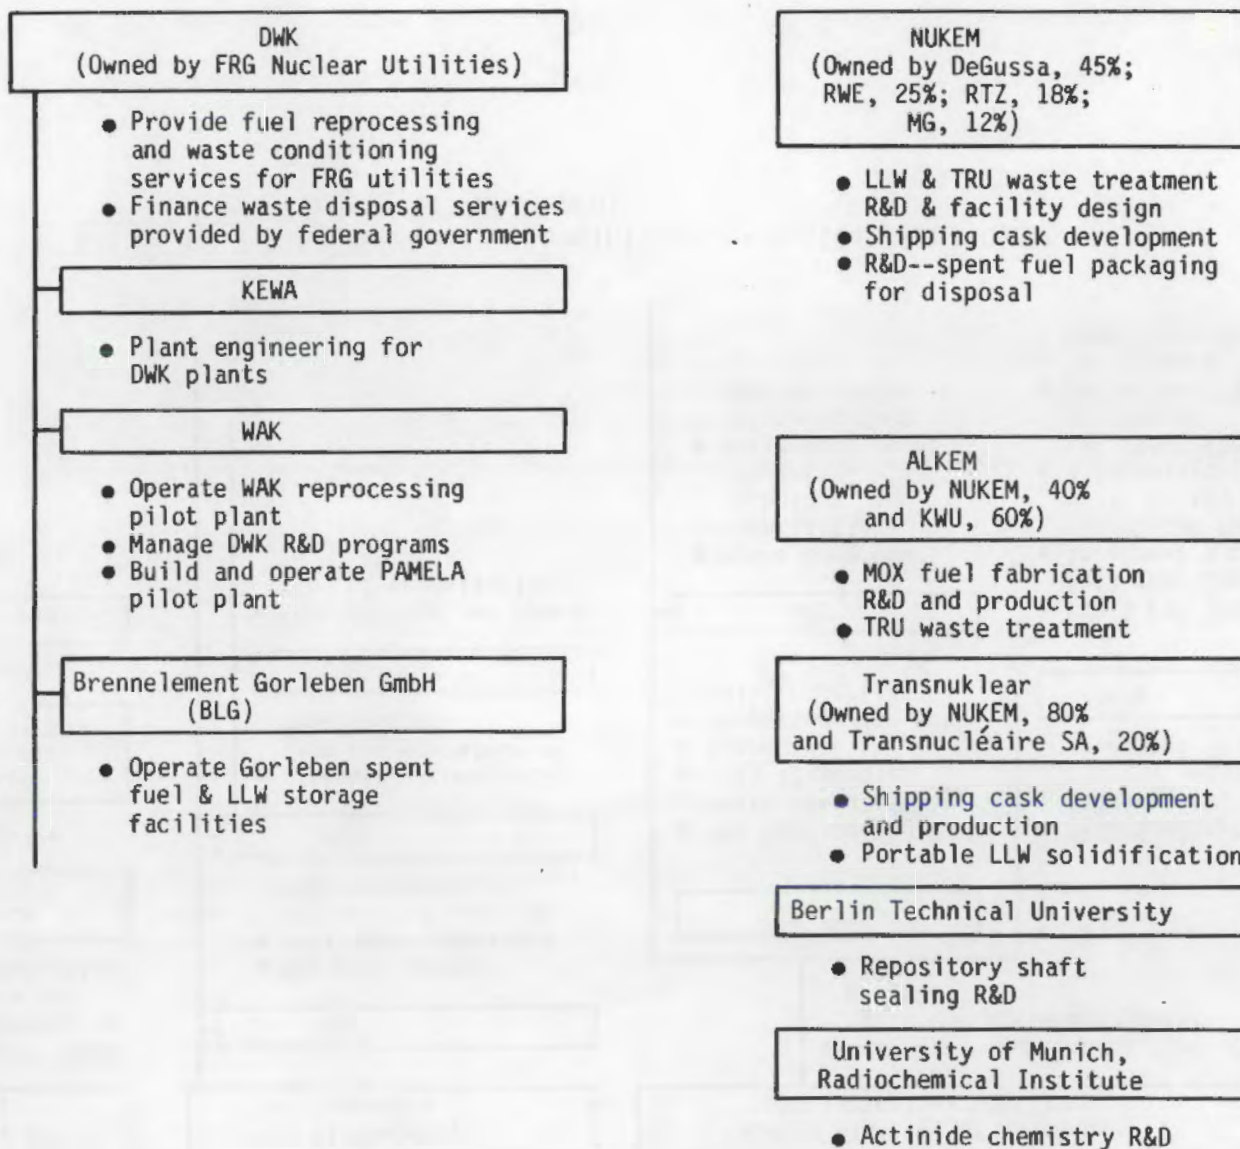 DWK
(Owned by FRG Nuclear Utilities)
● Provide fuel reprocessing
and waste conditioning
services for FRG utilities
● Finance waste disposal services
provided by federal government
KEWA
● Plant engineering for
DWK plants
WAK
● Operate WAK reprocessing
pilot plant
● Manage DWK R&D programs
● Build and operate PAMELA
pilot plant
Brennelement Gorleben GmbH
(BLG)
● Operate Gorleben spent
fuel & LLW storage
facilities
NUKEM
(Owned by DeGussa, 45%;
RWE, 25%; RTZ, 18%;
MG, 12%)
● LLW & TRU waste treatment
R&D & facility design
● Shipping cask development
● R&D--spent fuel packaging
for disposal
ALKEM
(Owned by NUKEM, 40%
and KWU, 60%)
● MOX fuel fabrication
R&D and production
● TRU waste treatment
Transnuklear
(Owned by NUKEM, 80%
and Transnucléaire SA, 20%)
● Shipping cask development
and production
● Portable LLW solidification
Berlin Technical University
● Repository shaft
sealing R&D
University of Munich,
Radiochemical Institute
● Actinide chemistry R&D